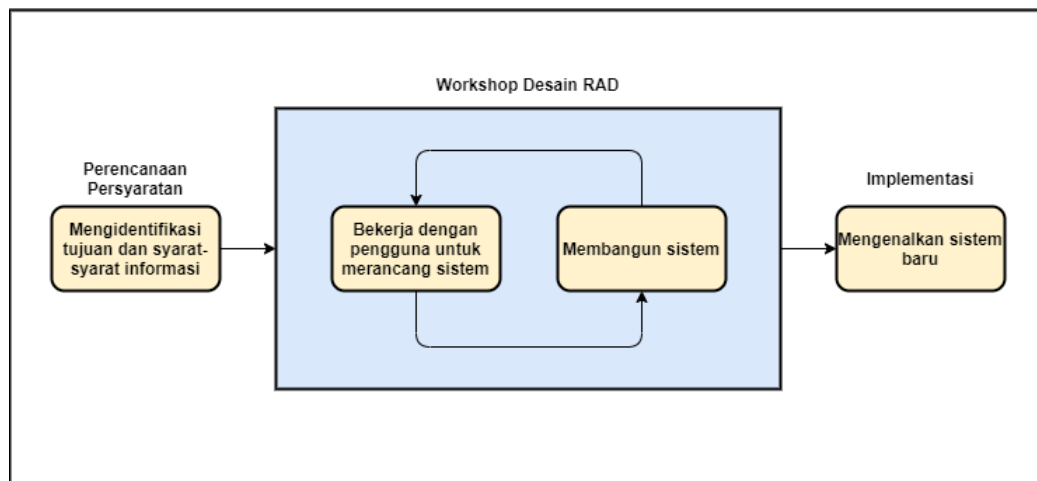 Workshop Desain RAD
Perencanaan
Persyaratan
Mengidentifikasi
tujuan dan syarat-
syarat informasi
Bekerja dengan
pengguna untuk
merancang sistem
Membangun sistem
Implementasi
Mengenalkan sistem
baru